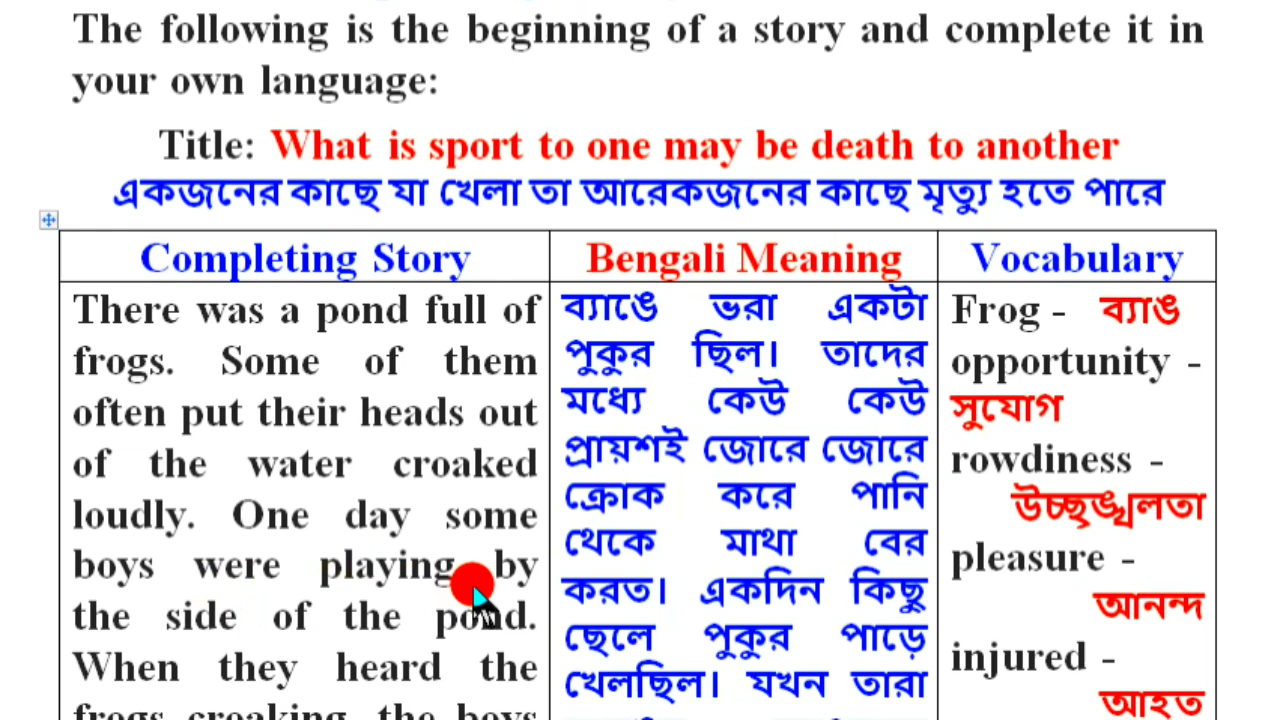 The following is the beginning of a story and complete it in
your own language:
Title: What is sport to one may be death to another
একজনের কাছে যা খেলা তা আরেকজনের কাছে মৃত্যু হতে পারে
Completing Story
There was a pond full of
frogs. Some of them
often put their heads out
of the water croaked
loudly. One day some
boys were playing by
the side of the pond.
When they heard the
frogs croaking, the boys
Bengali Meaning
ব্যাঙে ভরা একটা
পুকুর ছিল। তাদের
মধ্যে কেউ কেউ
প্রায়শই জোরে জোরে
ক্রোক করে পানি
থেকে মাথা বের
করত। একদিন কিছু
ছেলে পুকুর পাড়ে
খেলছিল। যখন তারা
Vocabulary
Frog - ব্যাঙ
opportunity -
সুযোগ
rowdiness -
উচ্ছৃঙ্খলতা
pleasure -
আনন্দ
injured -
আহত